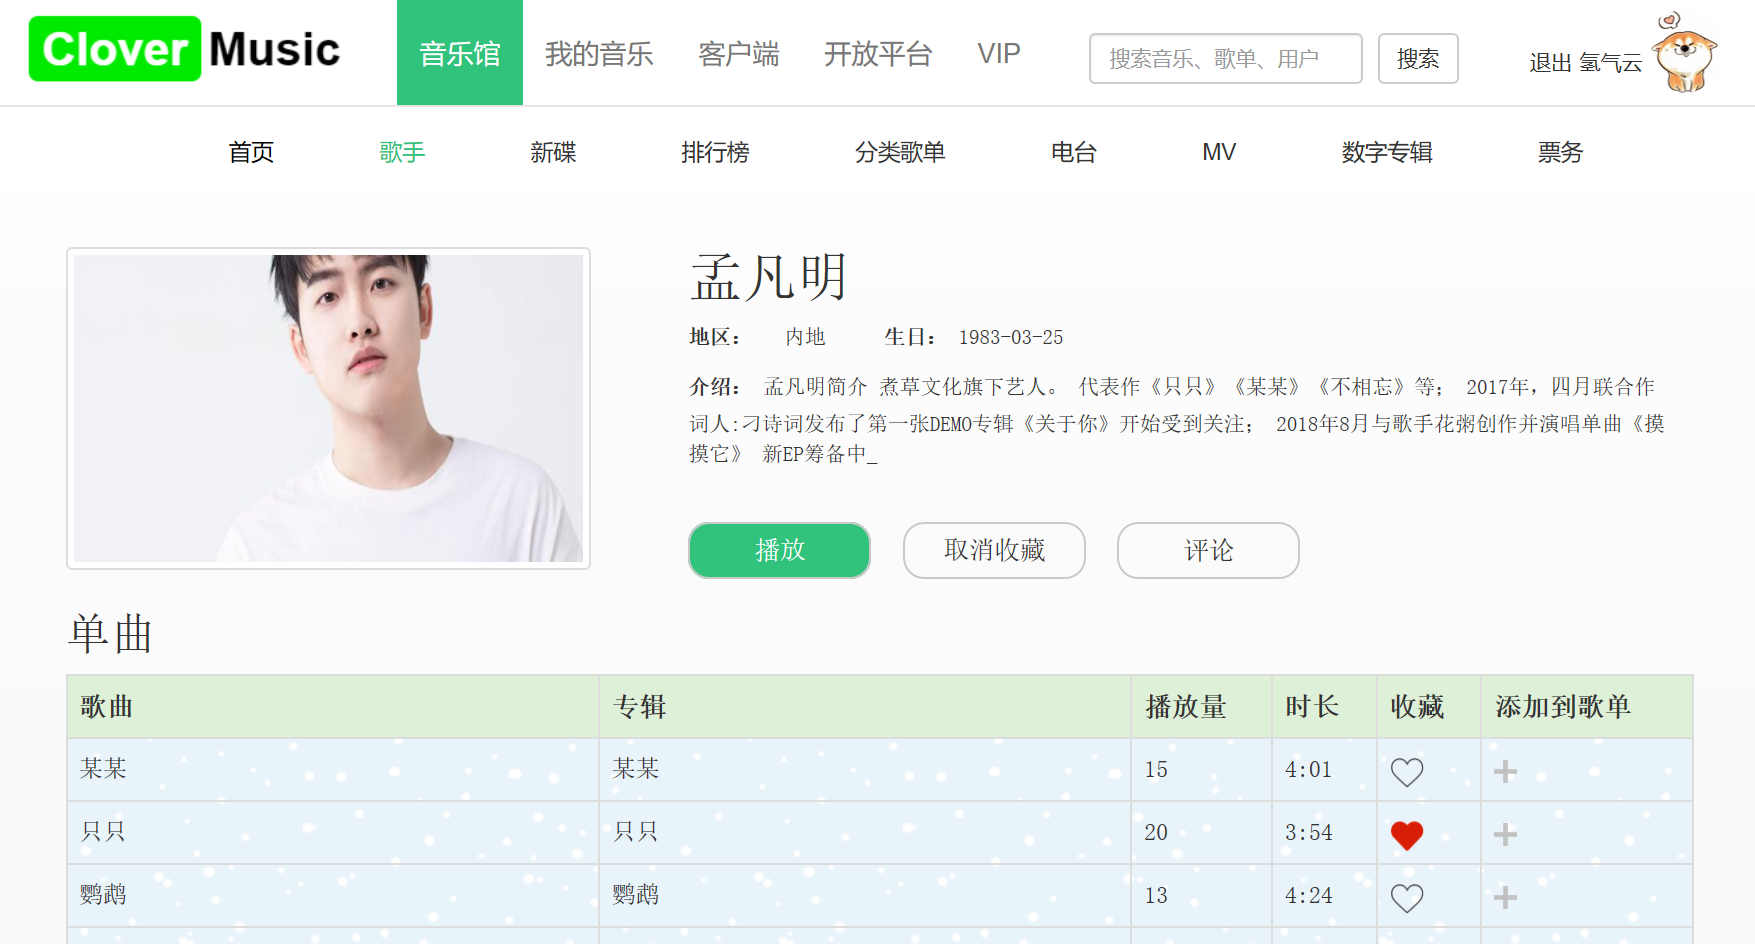 Clover Music
音乐馆 我的音乐 客户端 开放平台 VIP 搜索音乐、歌单、用户 搜索 退出 氢气云
首页 歌手 新碟 排行榜 分类歌单 电台 MV 数字专辑 票务
孟凡明
地区： 内地 生日： 1983-03-25
介绍： 孟凡明简介 煮草文化旗下艺人。 代表作《只只》《某某》《不相忘》等； 2017年，四月联合作
词人:刁诗词发布了第一张DEMO专辑《关于你》开始受到关注； 2018年8月与歌手花粥创作并演唱单曲《摸
摸它》 新EP筹备中_
播放 取消收藏 评论
单曲
歌曲 专辑 播放量 时长 收藏 添加到歌单
某某 某某 15 4:01
只只 只只 20 3:54
鹦鹉 鹦鹉 13 4:24